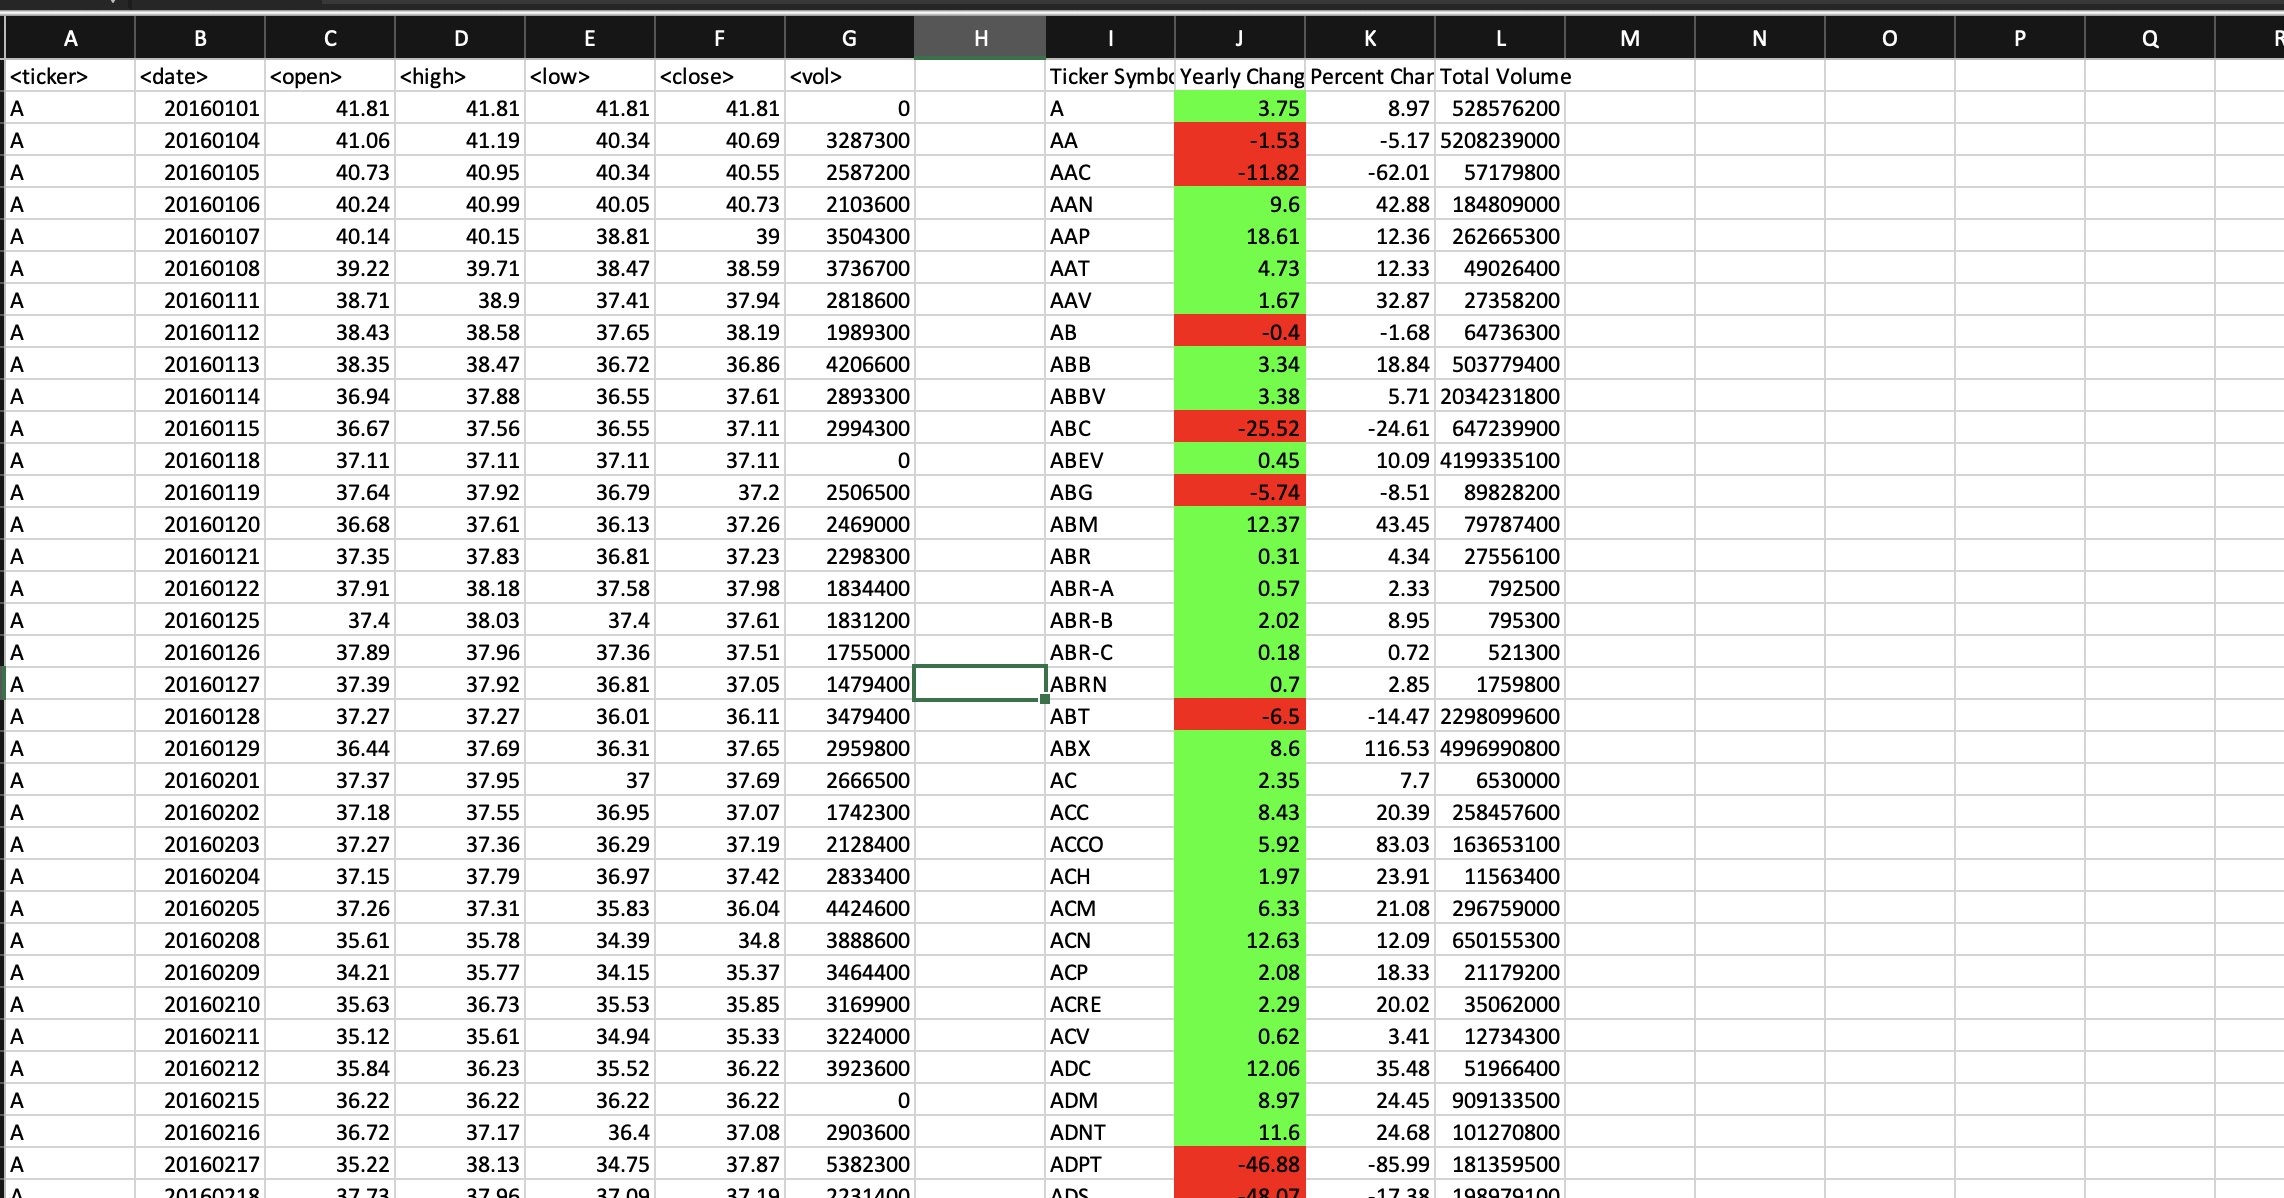 A B C D E F G H I J K L M N O P Q R
<ticker> <date> <open> <high> <low> <close> <vol> Ticker Symbo Yearly Chang Percent Char Total Volume
A 20160101 41.81 41.81 41.81 41.81 0 A 3.75 8.97 528576200
A 20160104 41.06 41.19 40.34 40.69 3287300 AA -1.53 -5.17 5208239000
A 20160105 40.73 40.95 40.34 40.55 2587200 AAC -11.82 -62.01 57179800
A 20160106 40.24 40.99 40.05 40.73 2103600 AAN 9.6 42.88 184809000
A 20160107 40.14 40.15 38.81 39 3504300 AAP 18.61 12.36 262665300
A 20160108 39.22 39.71 38.47 38.59 3736700 AAT 4.73 12.33 49026400
A 20160111 38.71 38.9 37.41 37.94 2818600 AAV 1.67 32.87 27358200
A 20160112 38.43 38.58 37.65 38.19 1989300 AB -0.4 -1.68 64736300
A 20160113 38.35 38.47 36.72 36.86 4206600 ABB 3.34 18.84 503779400
A 20160114 36.94 37.88 36.55 37.61 2893300 ABBV 3.38 5.71 2034231800
A 20160115 36.67 37.56 36.55 37.11 2994300 ABC -25.52 -24.61 647239900
A 20160118 37.11 37.11 37.11 37.11 0 ABEV 0.45 10.09 4199335100
A 20160119 37.64 37.92 36.79 37.2 2506500 ABG -5.74 -8.51 89828200
A 20160120 36.68 37.61 36.13 37.26 2469000 ABM 12.37 43.45 79787400
A 20160121 37.35 37.83 36.81 37.23 2298300 ABR 0.31 4.34 27556100
A 20160122 37.91 38.18 37.58 37.98 1834400 ABR-A 0.57 2.33 792500
A 20160125 37.4 38.03 37.4 37.61 1831200 ABR-B 2.02 8.95 795300
A 20160126 37.89 37.96 37.36 37.51 1755000 ABR-C 0.18 0.72 521300
A 20160127 37.39 37.92 36.81 37.05 1479400 ABRN 0.7 2.85 1759800
A 20160128 37.27 37.27 36.01 36.11 3479400 ABT -6.5 -14.47 2298099600
A 20160129 36.44 37.69 36.31 37.65 2959800 ABX 8.6 116.53 4996990800
A 20160201 37.37 37.95 37 37.69 2666500 AC 2.35 7.7 6530000
A 20160202 37.18 37.55 36.95 37.07 1742300 ACC 8.43 20.39 258457600
A 20160203 37.27 37.36 36.29 37.19 2128400 ACCO 5.92 83.03 163653100
A 20160204 37.15 37.79 36.97 37.42 2833400 ACH 1.97 23.91 11563400
A 20160205 37.26 37.31 35.83 36.04 4424600 ACM 6.33 21.08 296759000
A 20160208 35.61 35.78 34.39 34.8 3888600 ACN 12.63 12.09 650155300
A 20160209 34.21 35.77 34.15 35.37 3464400 ACP 2.08 18.33 21179200
A 20160210 35.63 36.73 35.53 35.85 3169900 ACRE 2.29 20.02 35062000
A 20160211 35.12 35.61 34.94 35.33 3224000 ACV 0.62 3.41 12734300
A 20160212 35.84 36.23 35.52 36.22 3923600 ADC 12.06 35.48 51966400
A 20160215 36.22 36.22 36.22 36.22 0 ADM 8.97 24.45 909133500
A 20160216 36.72 37.17 36.4 37.08 2903600 ADNT 11.6 24.68 101270800
A 20160217 35.22 38.13 34.75 37.87 5382300 ADPT -46.88 -85.99 181359500
A 20160218 37.73 37.96 37.09 37.19 2231400 ADS -48.07 -17.38 198979100